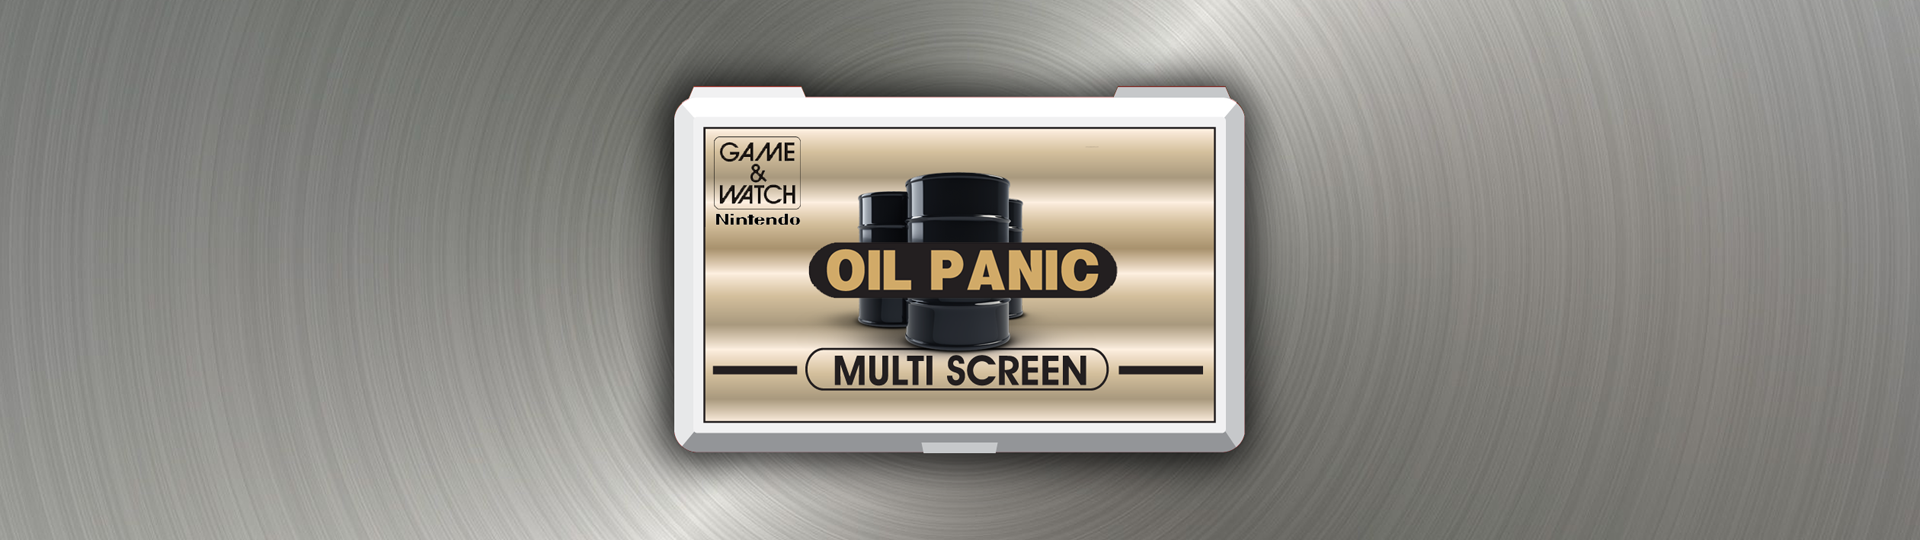 GAME
&
WATCH
Nintendo
OIL PANIC
MULTI SCREEN